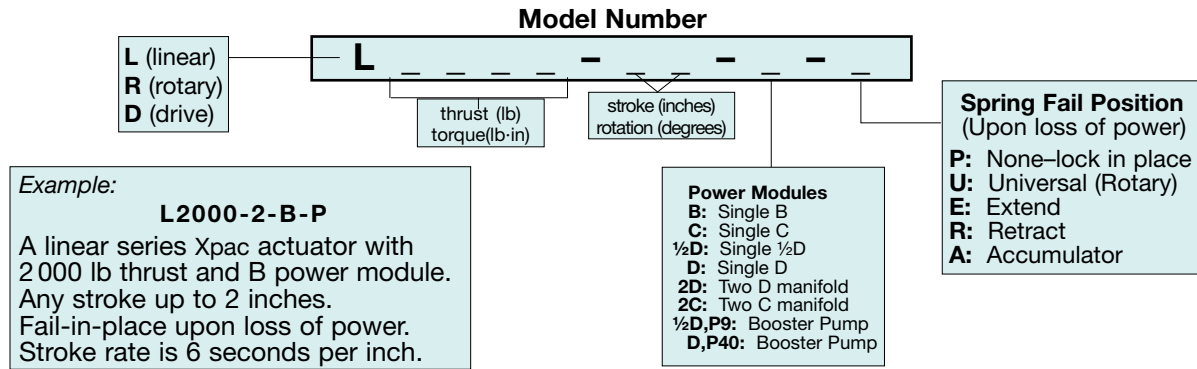 Model Number
L _ _ _ _ – _ _ – _ – _
L (linear)
R (rotary)
D (drive)
thrust (lb)
torque(lb·in)
stroke (inches)
rotation (degrees)
Spring Fail Position
(Upon loss of power)
P: None–lock in place
U: Universal (Rotary)
E: Extend
R: Retract
A: Accumulator
Power Modules
B: Single B
C: Single C
½D: Single ½D
D: Single D
2D: Two D manifold
2C: Two C manifold
½D,P9: Booster Pump
D,P40: Booster Pump
Example:
L2000-2-B-P
A linear series Xpac actuator with
2 000 lb thrust and B power module.
Any stroke up to 2 inches.
Fail-in-place upon loss of power.
Stroke rate is 6 seconds per inch.